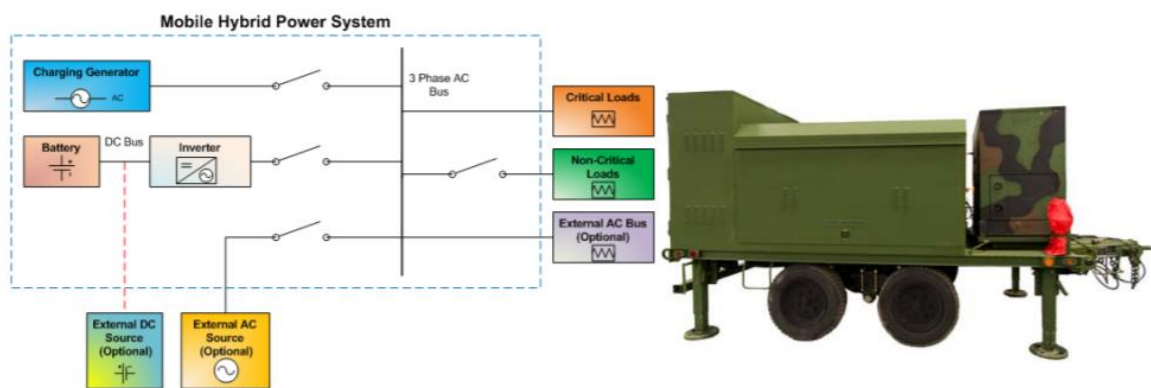 Mobile Hybrid Power System
Charging Generator
AC
3 Phase AC
Bus
Critical Loads
Battery
DC Bus
Inverter
Non-Critical
Loads
External AC Bus
(Optional)
External DC
Source
(Optional)
External AC
Source
(Optional)